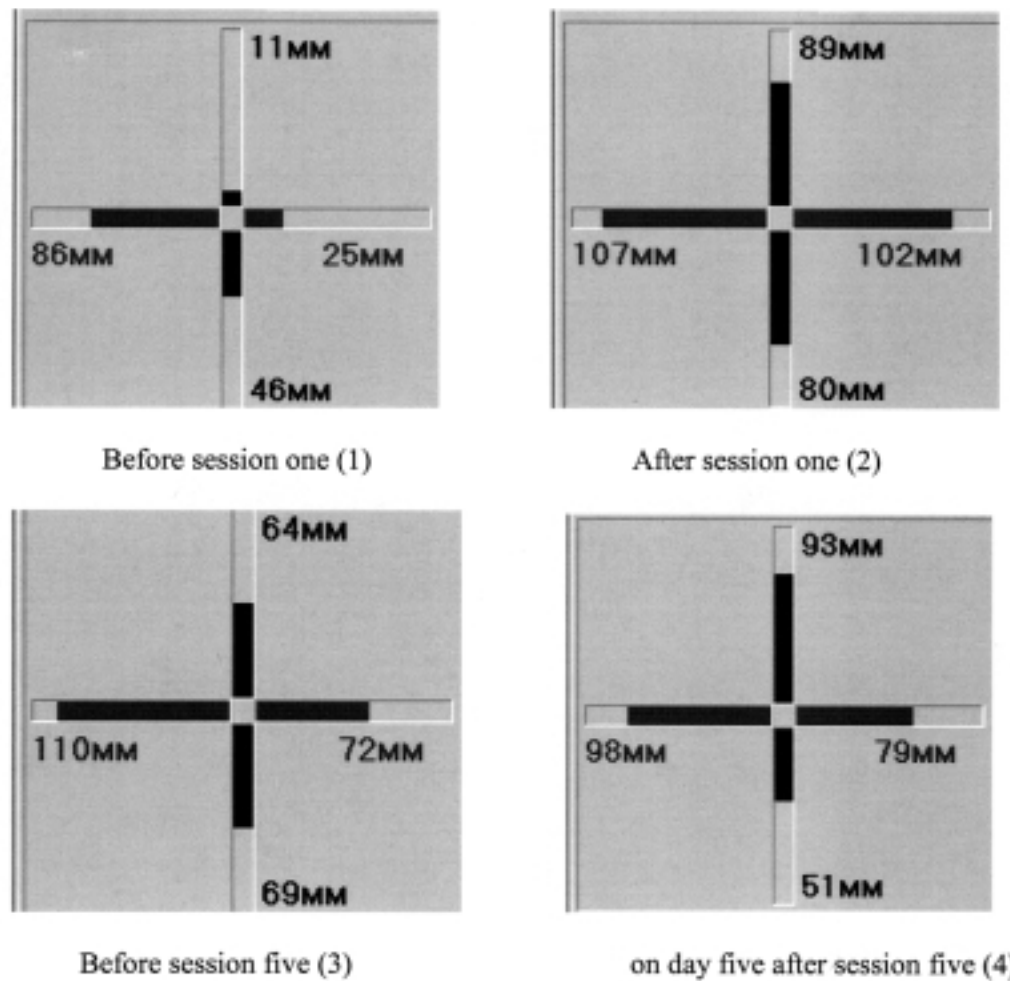 11мм
86мм 25мм
46мм
Before session one (1)
89мм
107мм 102мм
80мм
After session one (2)
64мм
110мм 72мм
69мм
Before session five (3)
93мм
98мм 79мм
51мм
on day five after session five (4)